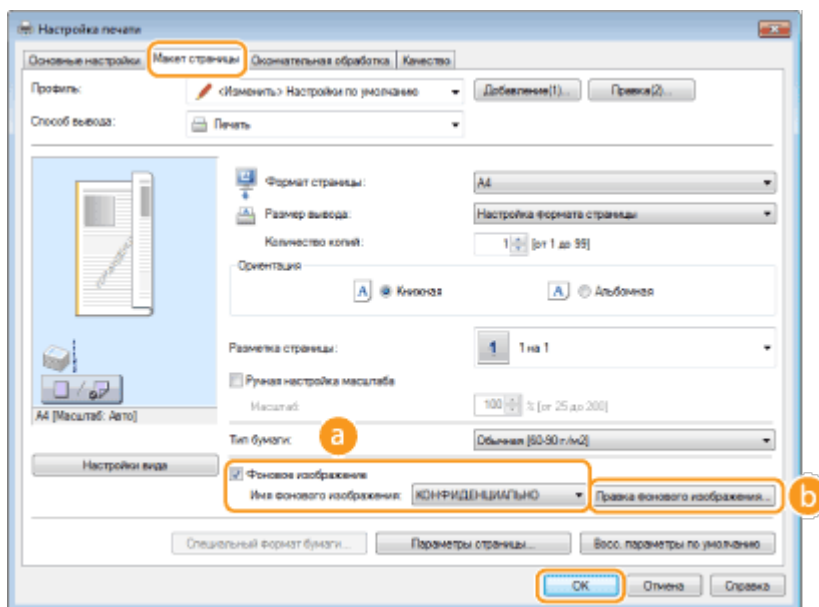 Настройка печати
Основные настройки Макет страницы Окончательная обработка Качество
Профиль: <Изменить> Настройки по умолчанию Добавление(1)... Правка(2)...
Способ вывода: Печать
Формат страницы: A4
Размер вывода: Настройка формата страницы
Количество копий: 1 [от 1 до 99]
Ориентация
A Книжная A Альбомная
Разметка страницы: 1 1 на 1
Ручная настройка масштаба
Масштаб: 100 % [от 25 до 200]
A4 [Масштаб: Авто]
Тип бумаги: Обычная [60-90 г/м2]
a
Настройки вида
Фоновое изображение
Имя фонового изображения: КОНФИДЕНЦИАЛЬНО Правка фонового изображения... b
Специальный формат бумаги... Параметры страницы... Восс. параметры по умолчанию
OK Отмена Справка